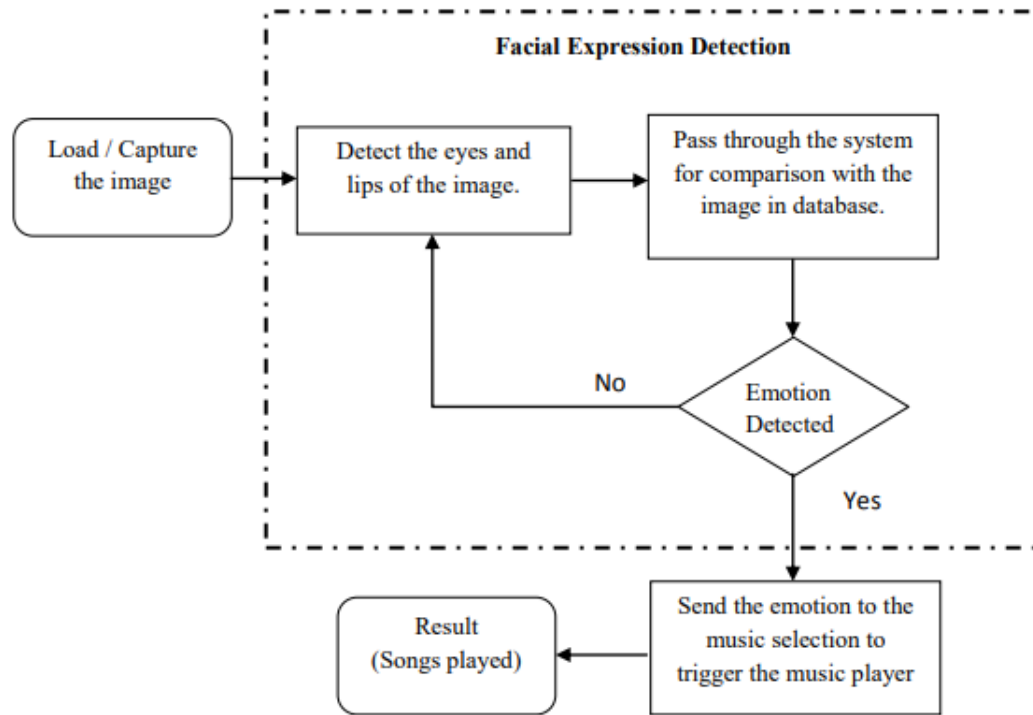 Facial Expression Detection
Load / Capture
the image
Detect the eyes and
lips of the image.
Pass through the system
for comparison with the
image in database.
No
Emotion
Detected
Yes
Send the emotion to the
music selection to
trigger the music player
Result
(Songs played)